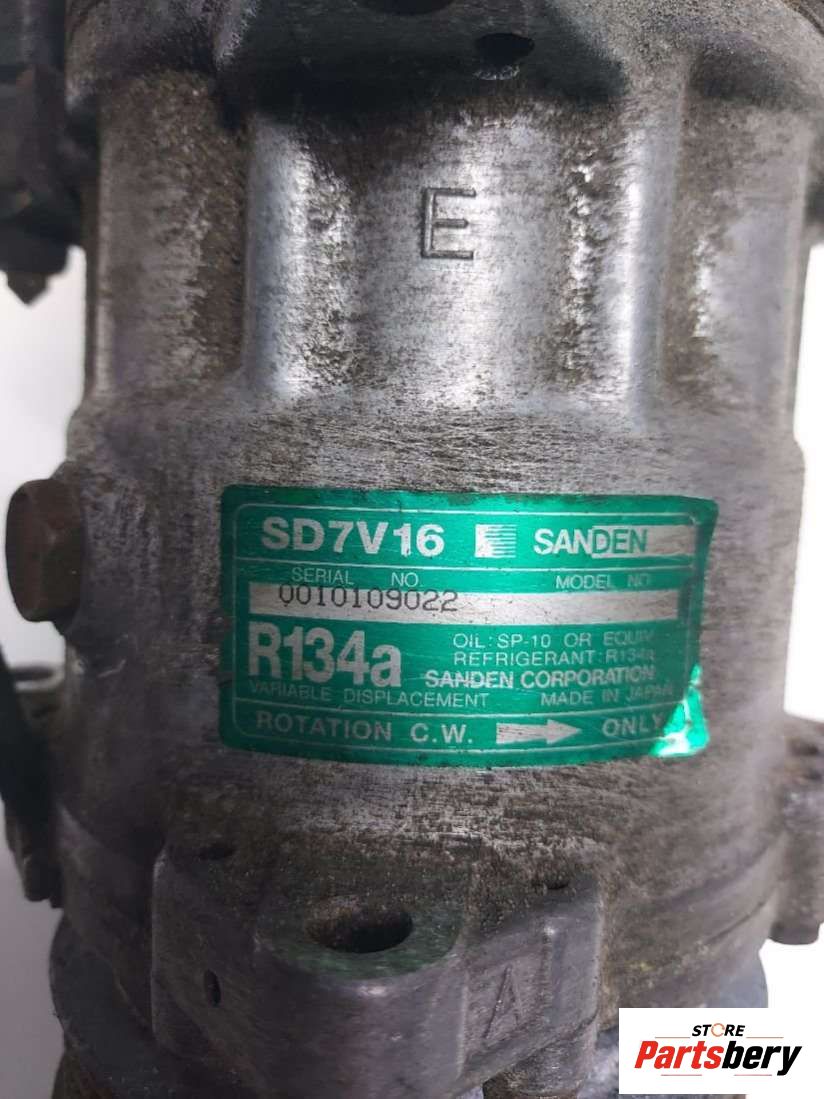 E
SD7V16 SANDEN
SERIAL NO. MODEL NO.
0010109022
R134a
OIL: SP-10 OR EQUIV.
REFRIGERANT: R134a
SANDEN CORPORATION
VARIABLE DISPLACEMENT MADE IN JAPAN
ROTATION C.W. ONLY
A
STORE
Partsbery